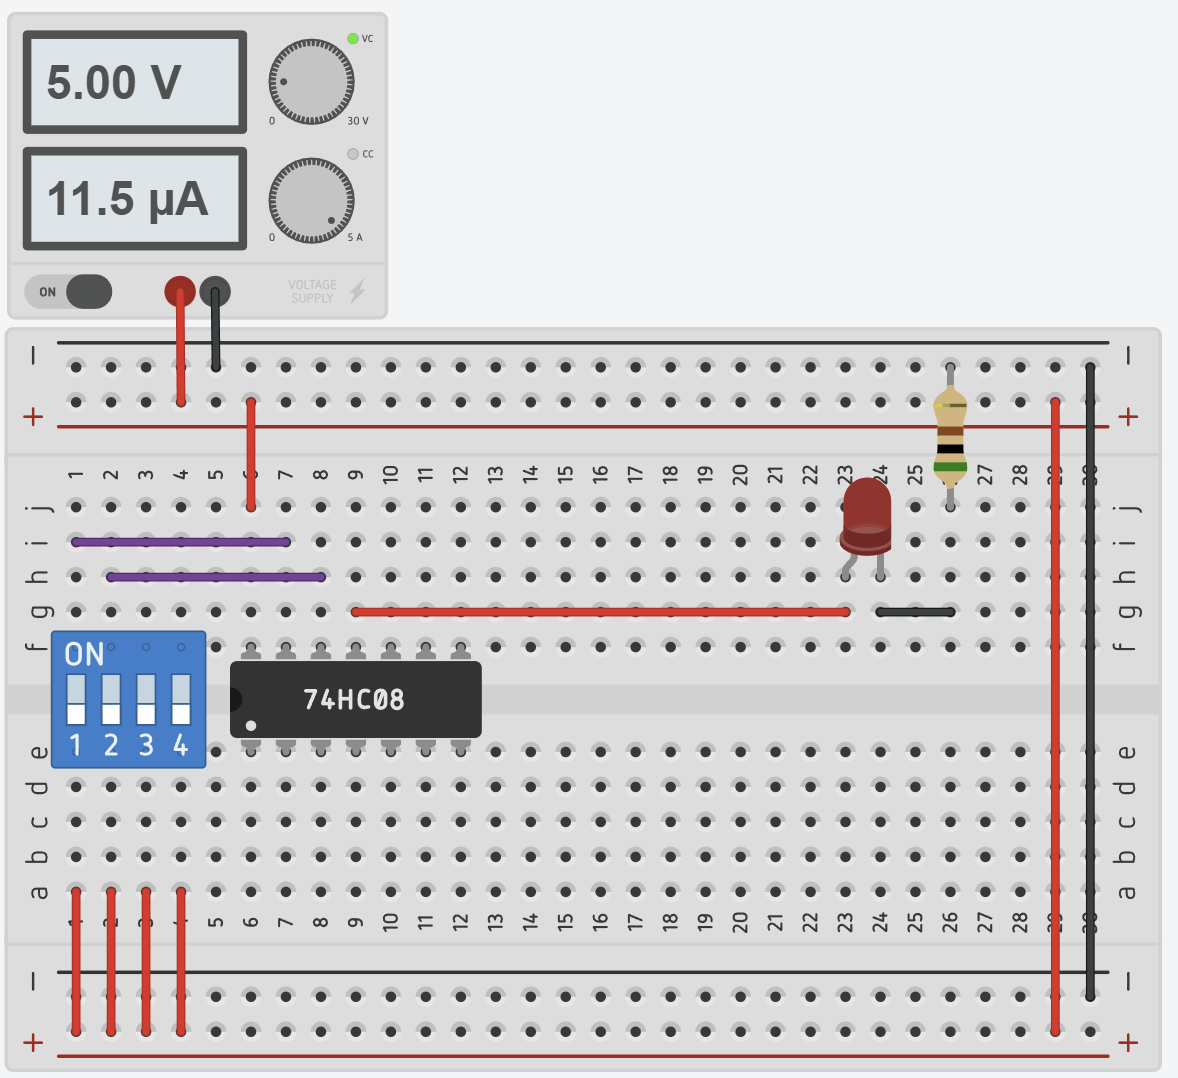 5.00 V
VC
0 30 V
11.5 µA
CC
0 5 A
ON
VOLTAGE
SUPPLY
− −
+ +
1 2 3 4 5 6 7 8 9 10 11 12 13 14 15 16 17 18 19 20 21 22 23 24 25 27 28 29 30
j j
i i
h h
g g
f f
ON
74HC08
1 2 3 4
e e
d d
c c
b b
a a
1 2 3 4 5 6 7 8 9 10 11 12 13 14 15 16 17 18 19 20 21 22 23 24 25 26 27 28 29 30
− −
+ +